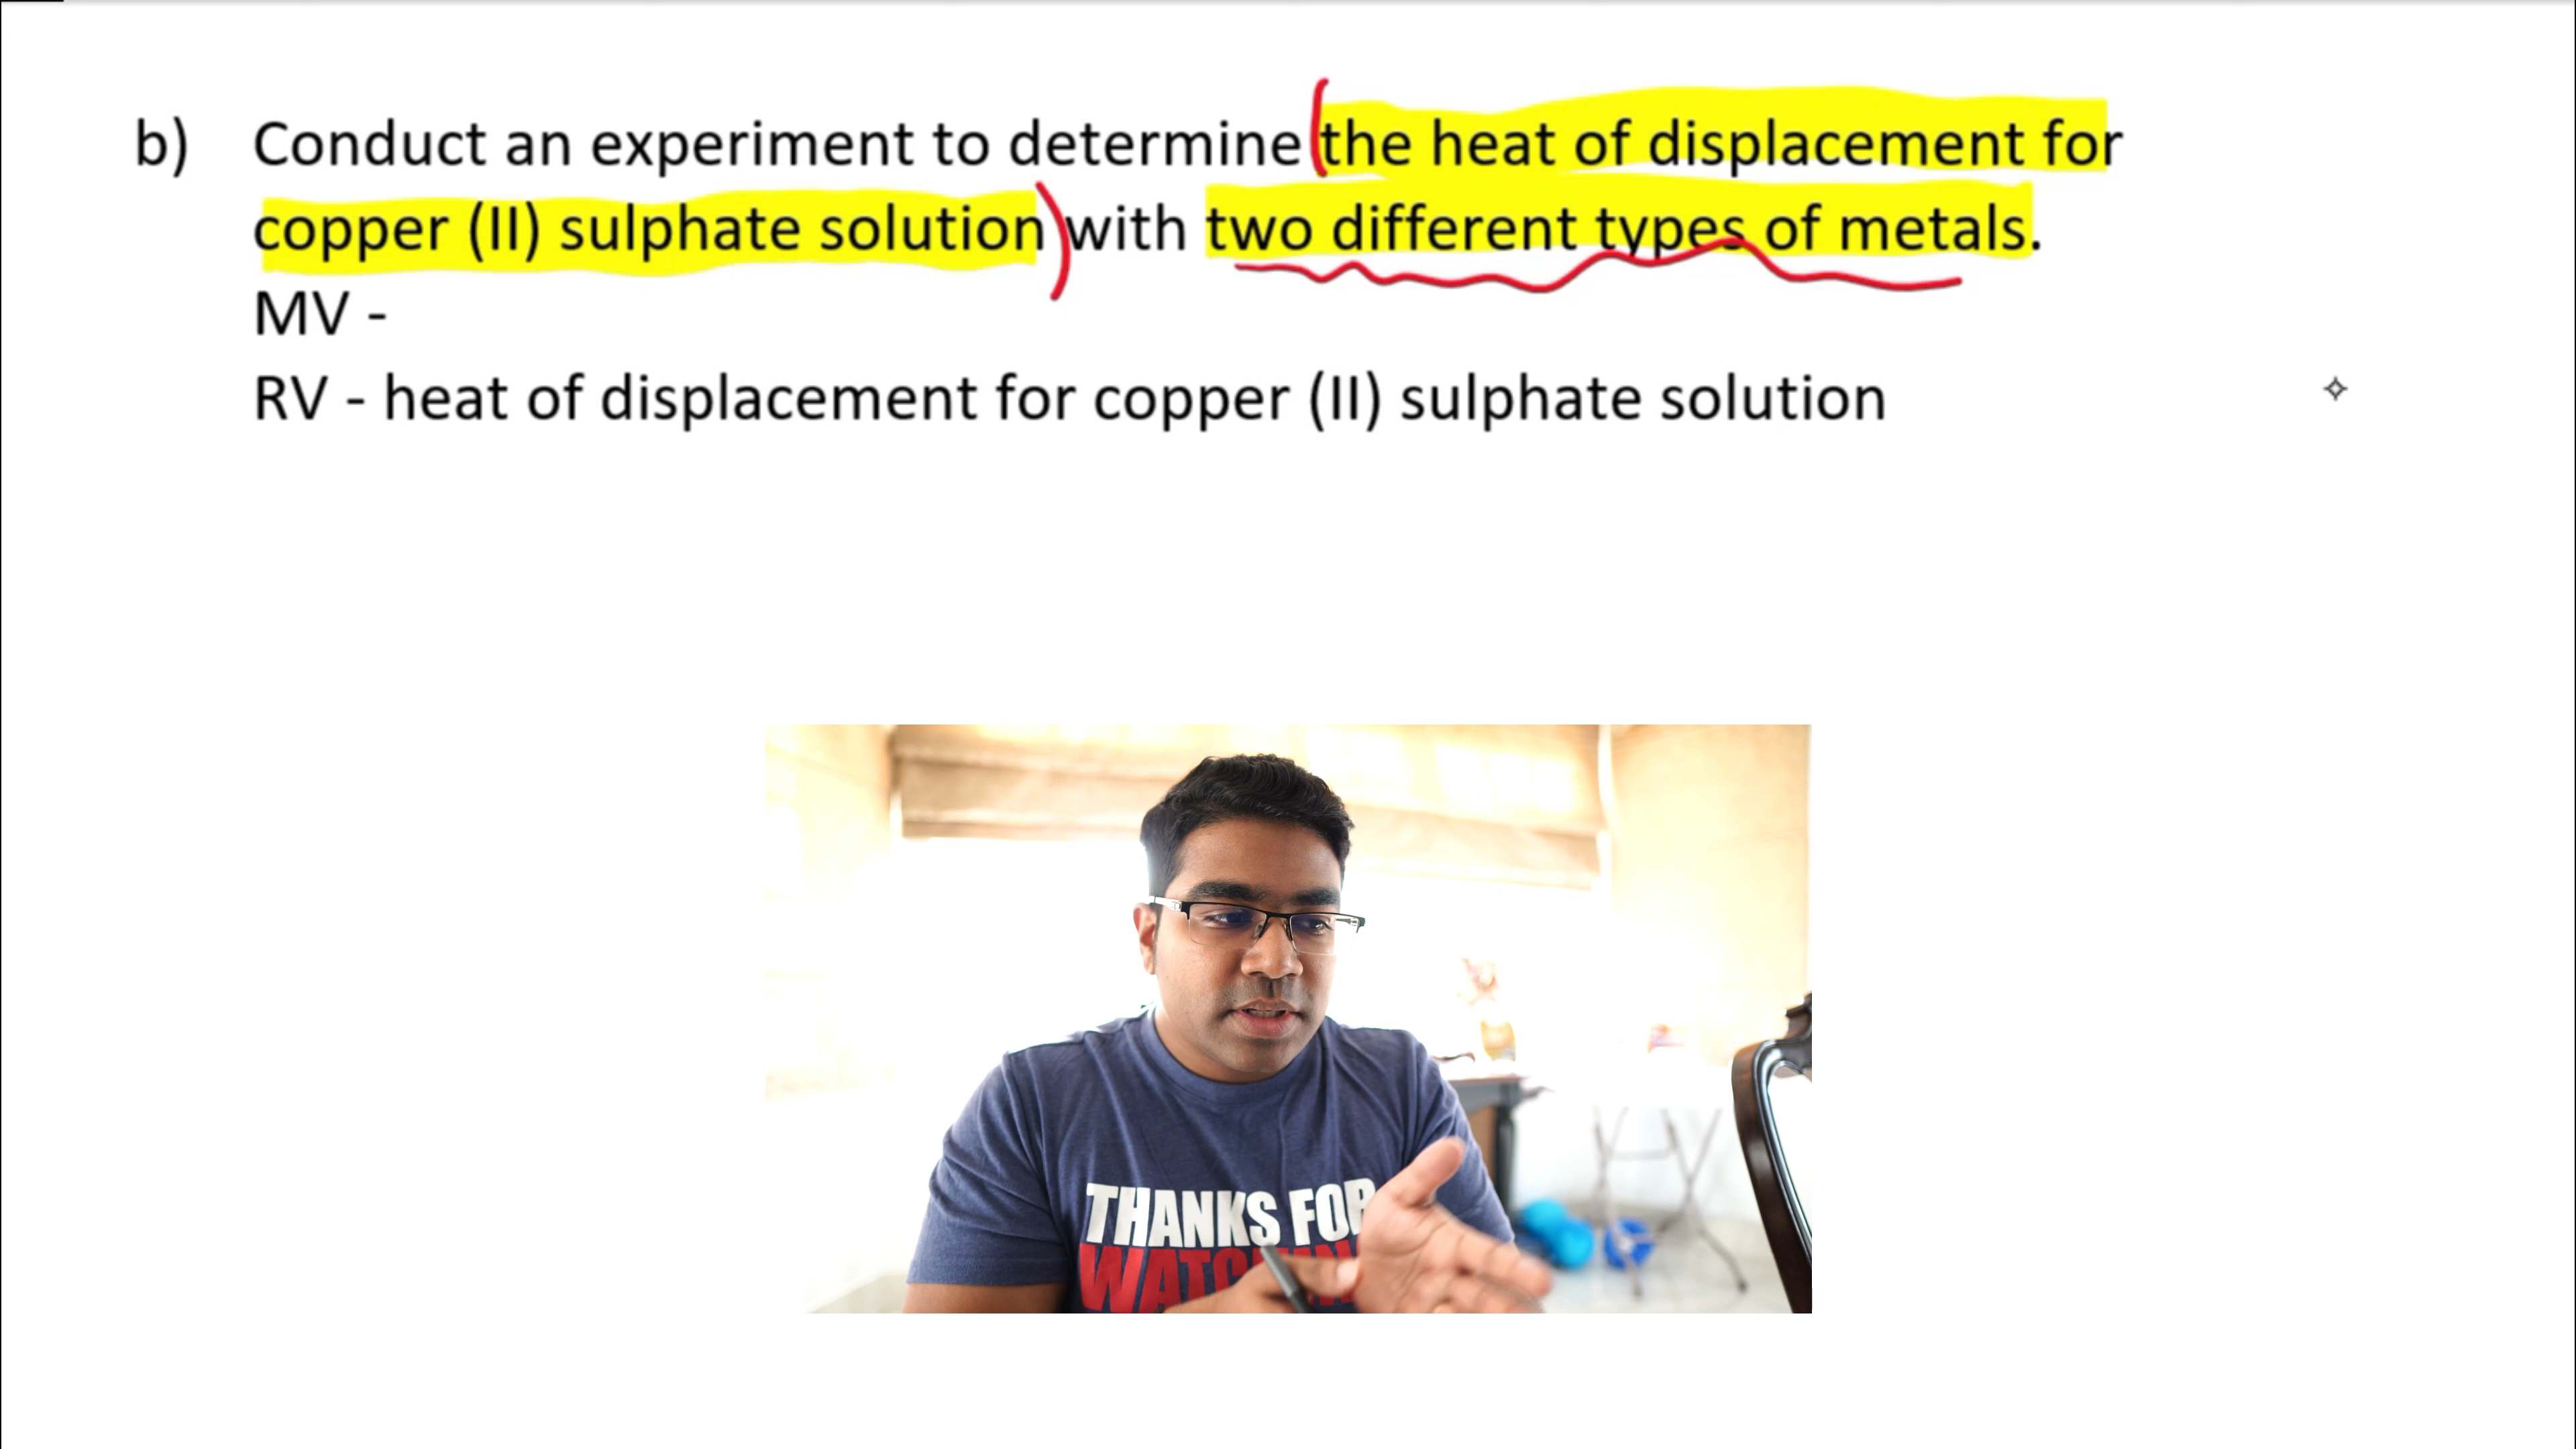 b) Conduct an experiment to determine the heat of displacement for
copper (II) sulphate solution with two different types of metals.
MV -
RV - heat of displacement for copper (II) sulphate solution
THANKS FOR